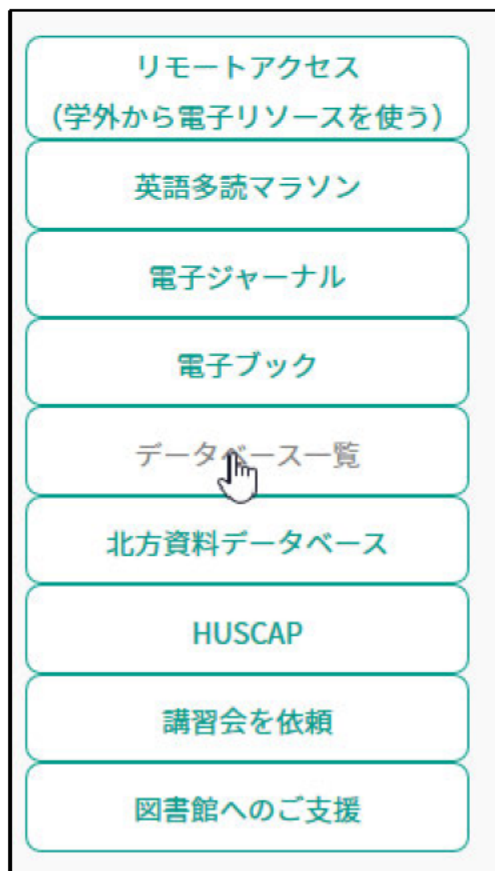 リモートアクセス
（学外から電子リソースを使う）
英語多読マラソン
電子ジャーナル
電子ブック
データベース一覧
北方資料データベース
HUSCAP
講習会を依頼
図書館へのご支援